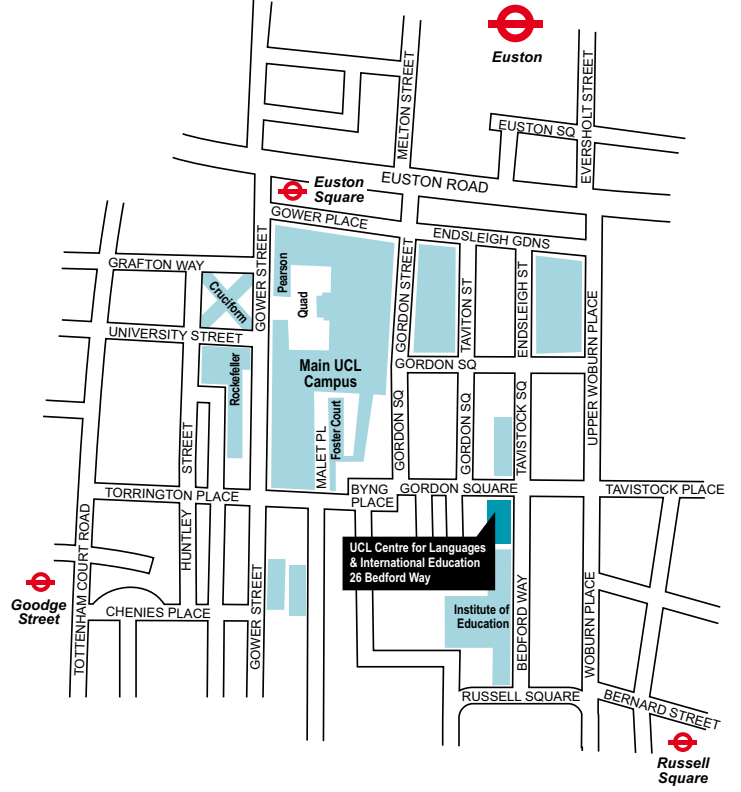 Euston
MELTON STREET
EVERSHOLT STREET
EUSTON SQ
EUSTON ROAD
Euston
Square
GOWER PLACE
ENDSLEIGH GDNS
GRAFTON WAY
GOWER STREET
Pearson
Quad
Cruciform
GORDON STREET
TAVITON ST
ENDSLEIGH ST
UPPER WOBURN PLACE
UNIVERSITY STREET
Rockefeller
Main UCL
Campus
GORDON SQ
GORDON SQ
GORDON SQ
TAVISTOCK SQ
MALET PL
Foster Court
HUNTLEY STREET
TORRINGTON PLACE
BYNG
PLACE
GORDON SQUARE
TAVISTOCK PLACE
TOTTENHAM COURT ROAD
UCL Centre for Languages
& International Education
26 Bedford Way
Goodge
Street
CHENIES PLACE
GOWER STREET
Institute of
Education
BEDFORD WAY
WOBURN PLACE
RUSSELL SQUARE
BERNARD STREET
Russell
Square